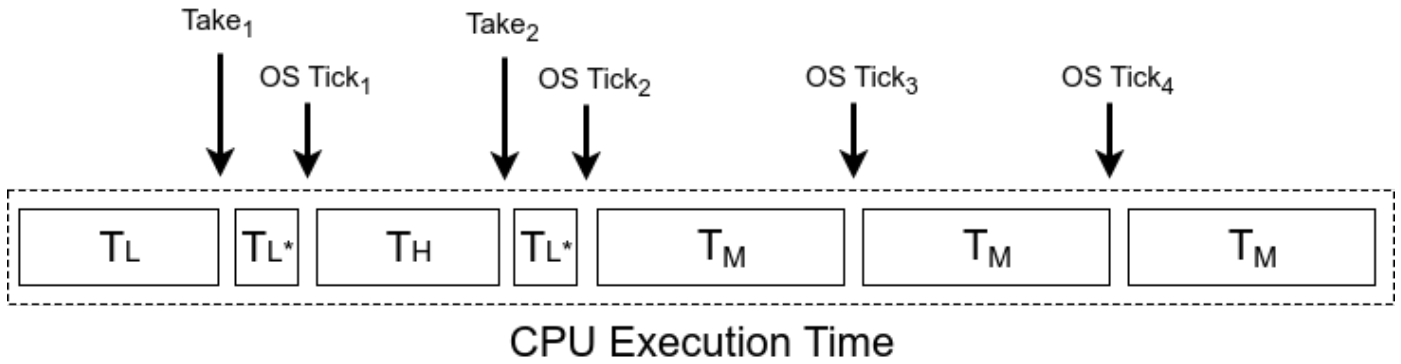 Take₁
OS Tick₁
Take₂
OS Tick₂
OS Tick₃
OS Tick₄
TL
TL*
TH
TL*
TM
TM
TM
CPU Execution Time